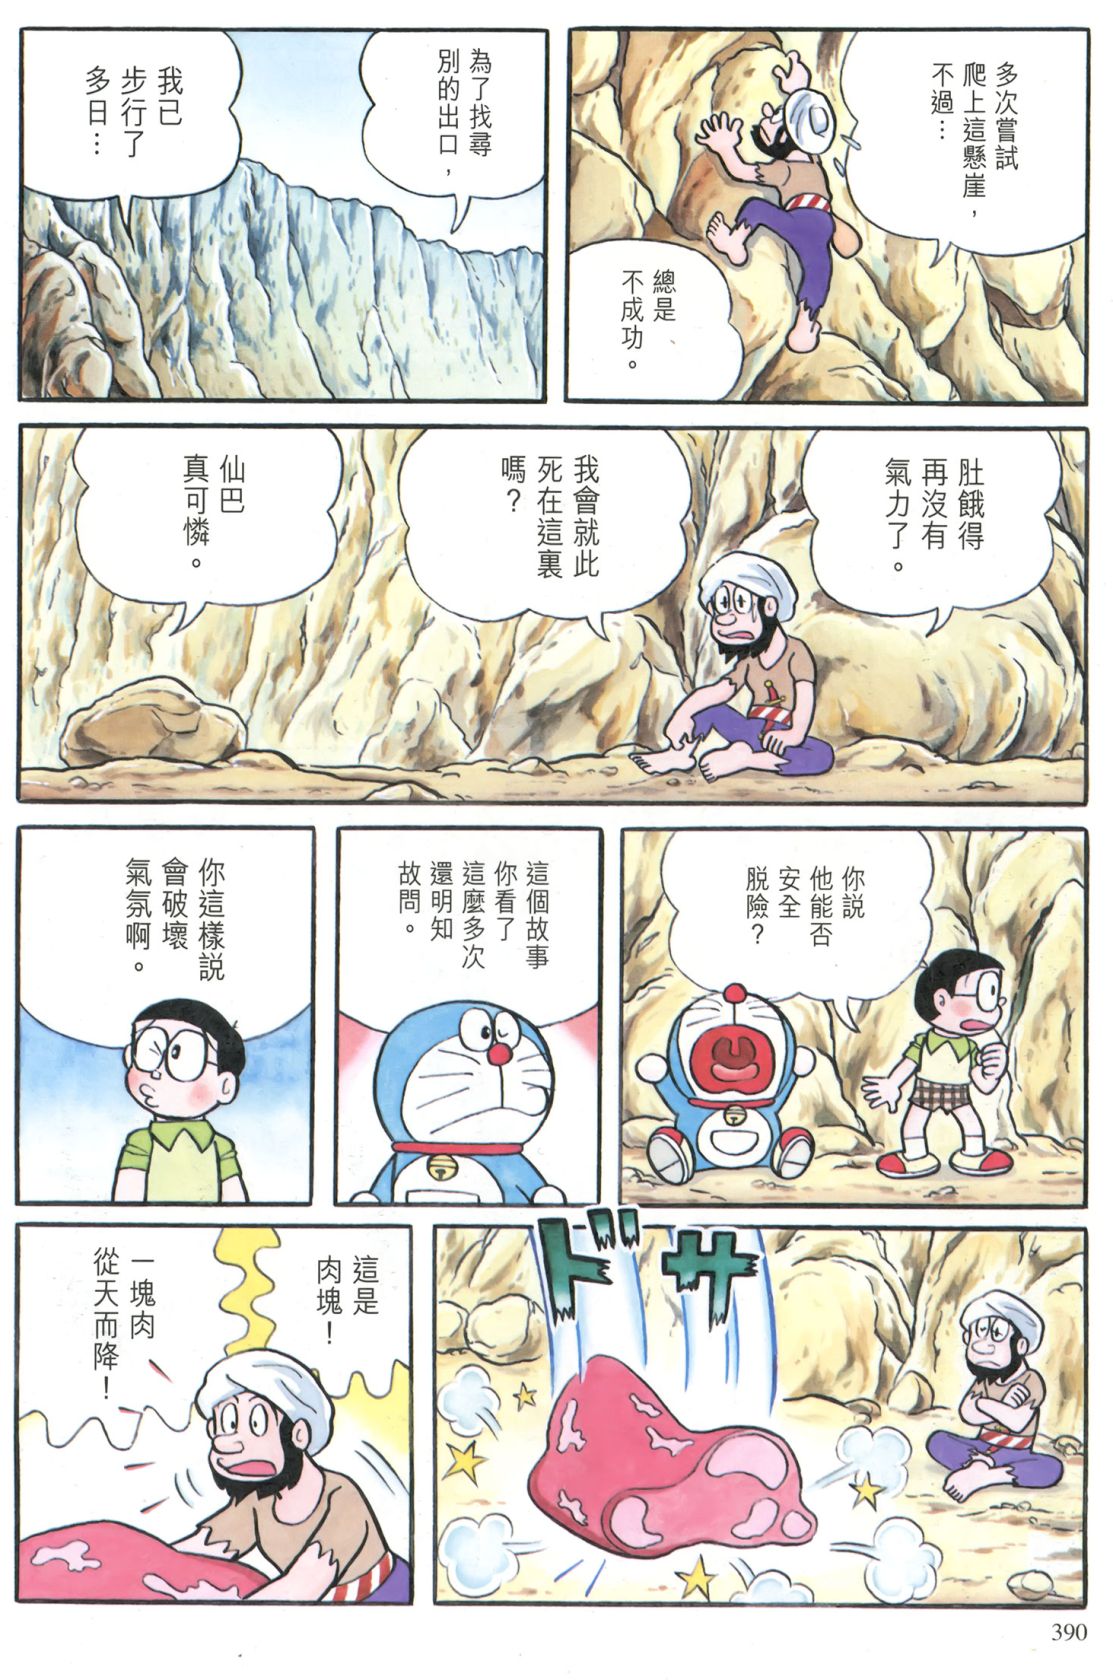 多次嘗試
爬上這懸崖，
不過…
總是
不成功。
為了找尋
別的出口，
我已
步行了
多日…
肚餓得
再沒有
氣力了。
我會就此
死在這裏
嗎？
仙巴
真可憐。
你説
他能否
安全
脱險？
這個故事
你看了
這麼多次
還明知
故問。
你這樣説
會破壞
氣氛啊。
ドサ
這是
肉塊！
一塊肉
從天而降！
390